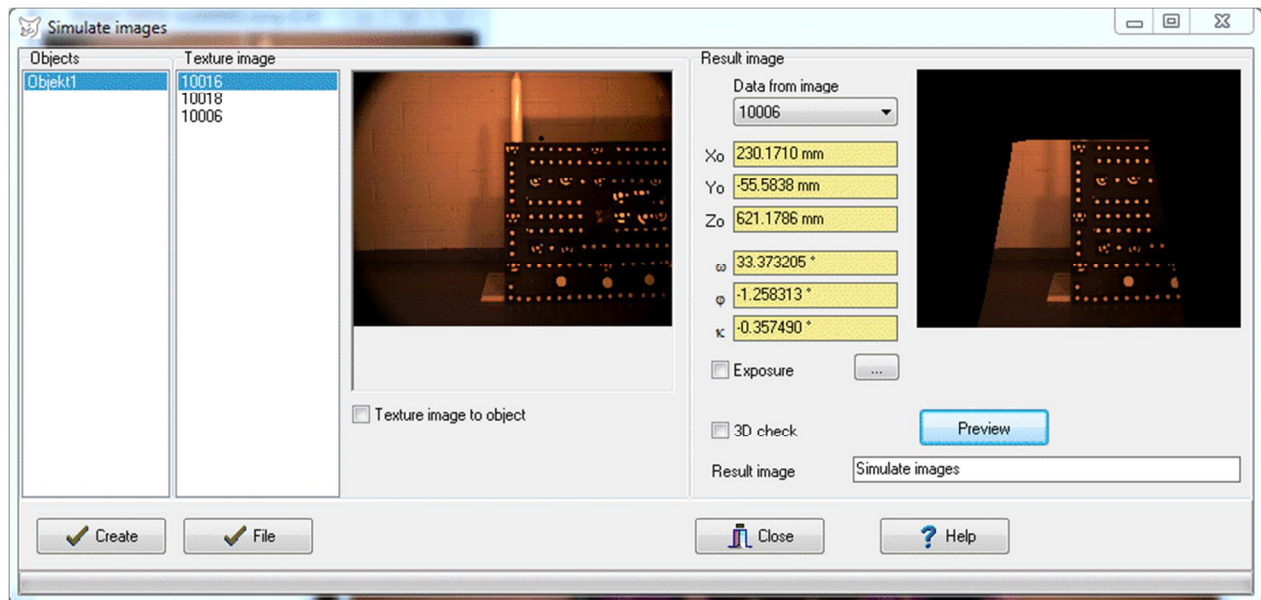 Simulate images
Objects
Objekt1
Texture image
10016
10018
10006
Texture image to object
Result image
Data from image
10006
Xo 230.1710 mm
Yo -55.5838 mm
Zo 621.1786 mm
ω 33.373205 °
φ -1.258313 °
κ -0.357490 °
Exposure ...
3D check
Preview
Result image Simulate images
Create
File
Close
? Help